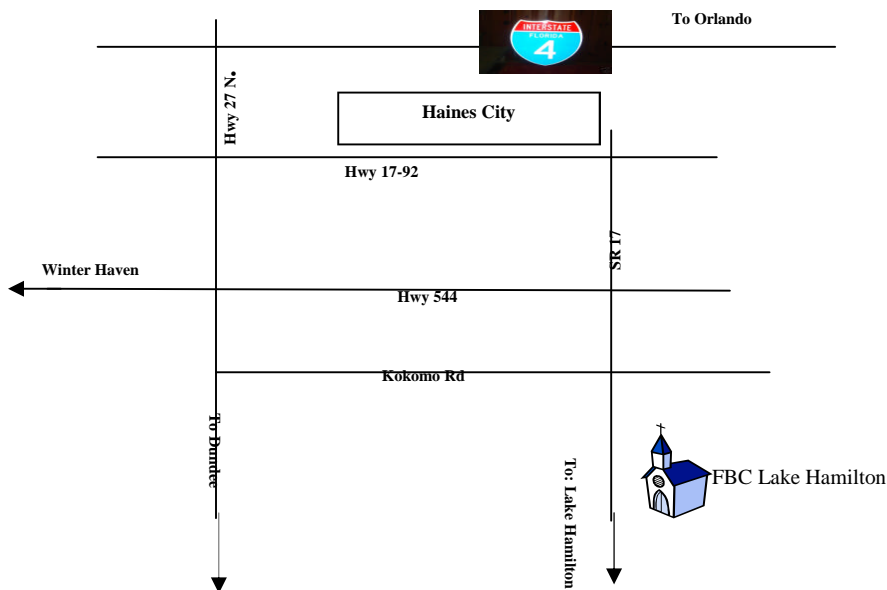 To Orlando
INTERSTATE
FLORIDA
4
Hwy 27 N.
Haines City
Hwy 17-92
SR 17
Winter Haven
Hwy 544
Kokomo Rd
To Dundee
To: Lake Hamilton
FBC Lake Hamilton